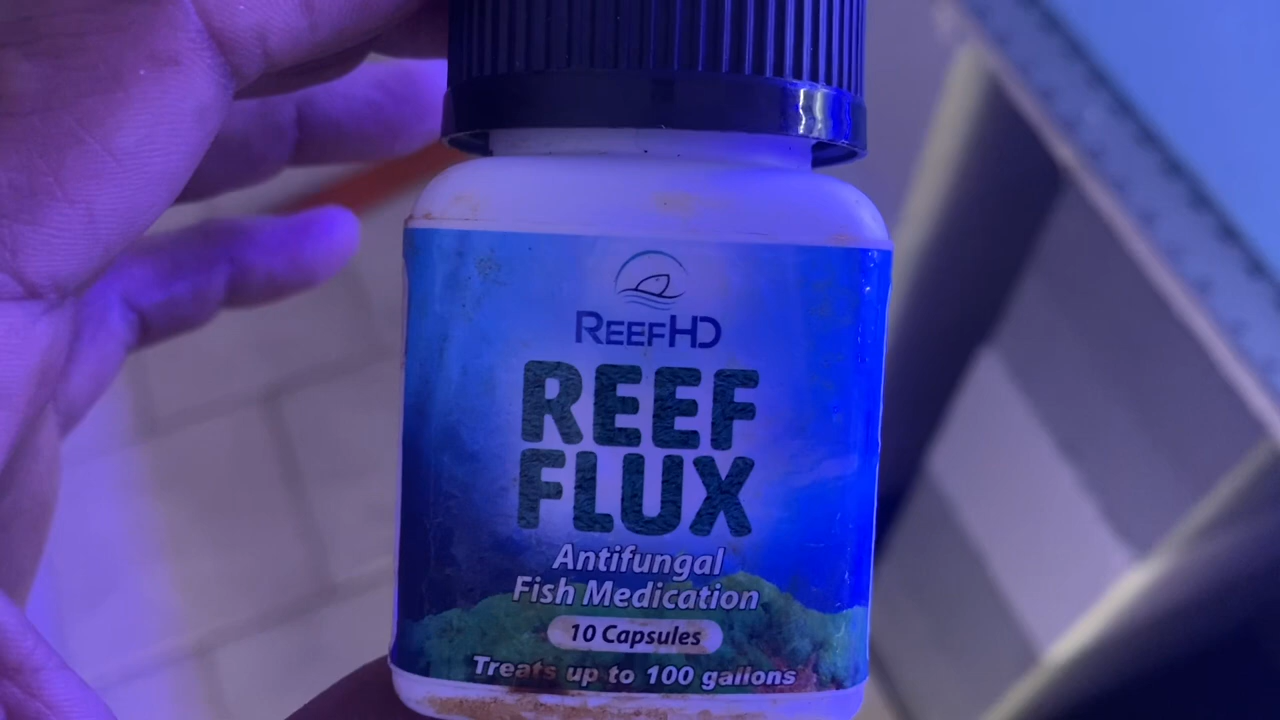 REEFHD
REEF
FLUX
Antifungal
Fish Medication
10 Capsules
Treats up to 100 gallons